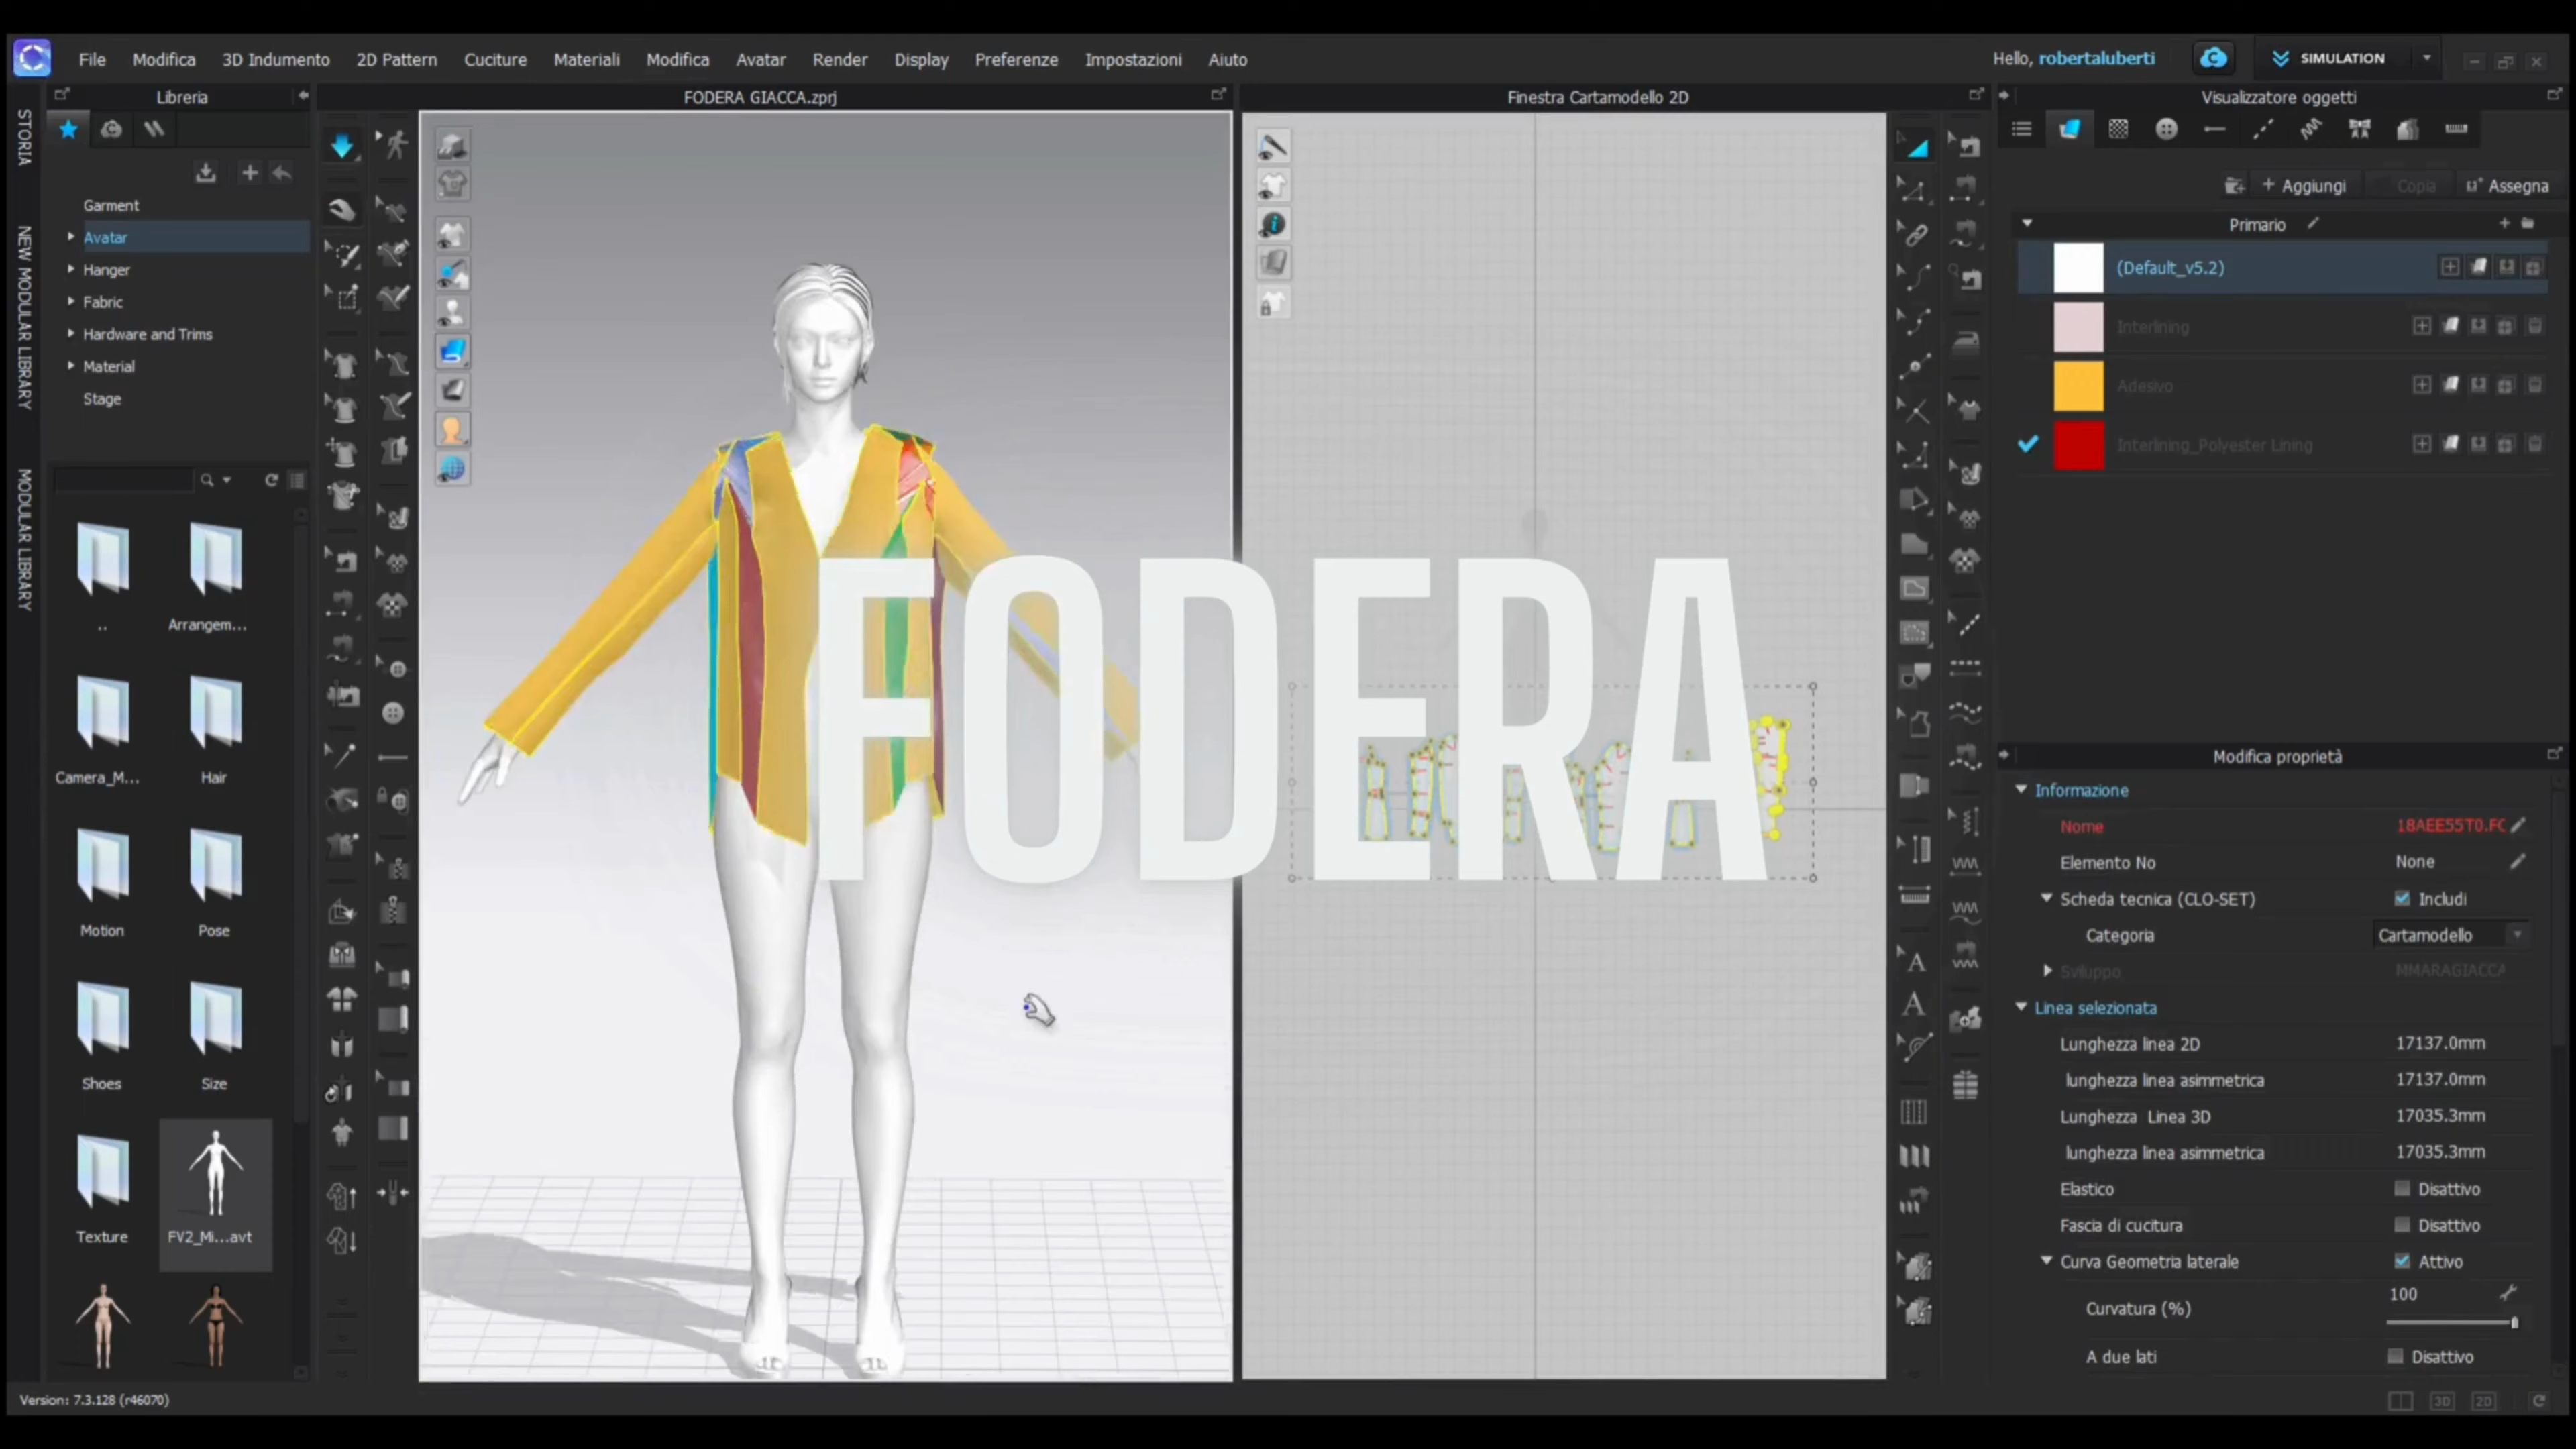 File Modifica 3D Indumento 2D Pattern Cuciture Materiali Modifica Avatar Render Display Preferenze Impostazioni Aiuto
Hello, robertaluberti
SIMULATION
Libreria
FODERA GIACCA.zprj
Finestra Cartamodello 2D
Visualizzatore oggetti
STORIA
NEW MODULAR LIBRARY
MODULAR LIBRARY
Garment
Avatar
Hanger
Fabric
Hardware and Trims
Material
Stage
..
Arrangem...
Camera_M...
Hair
Motion
Pose
Shoes
Size
Texture
FV2_Mi...avt
FODERA
Aggiungi
Copia
Assegna
Primario
(Default_v5.2)
Interlining
Adesivo
Interlining_Polyester Lining
Modifica proprietà
Informazione
Nome 18AEE55T0.FO
Elemento No None
Scheda tecnica (CLO-SET) Includi
Categoria Cartamodello
Sviluppo MMARAGIACCA
Linea selezionata
Lunghezza linea 2D 17137.0mm
lunghezza linea asimmetrica 17137.0mm
Lunghezza Linea 3D 17035.3mm
lunghezza linea asimmetrica 17035.3mm
Elastico Disattivo
Fascia di cucitura Disattivo
Curva Geometria laterale Attivo
Curvatura (%) 100
A due lati Disattivo
Version: 7.3.128 (r46070)
3D
2D